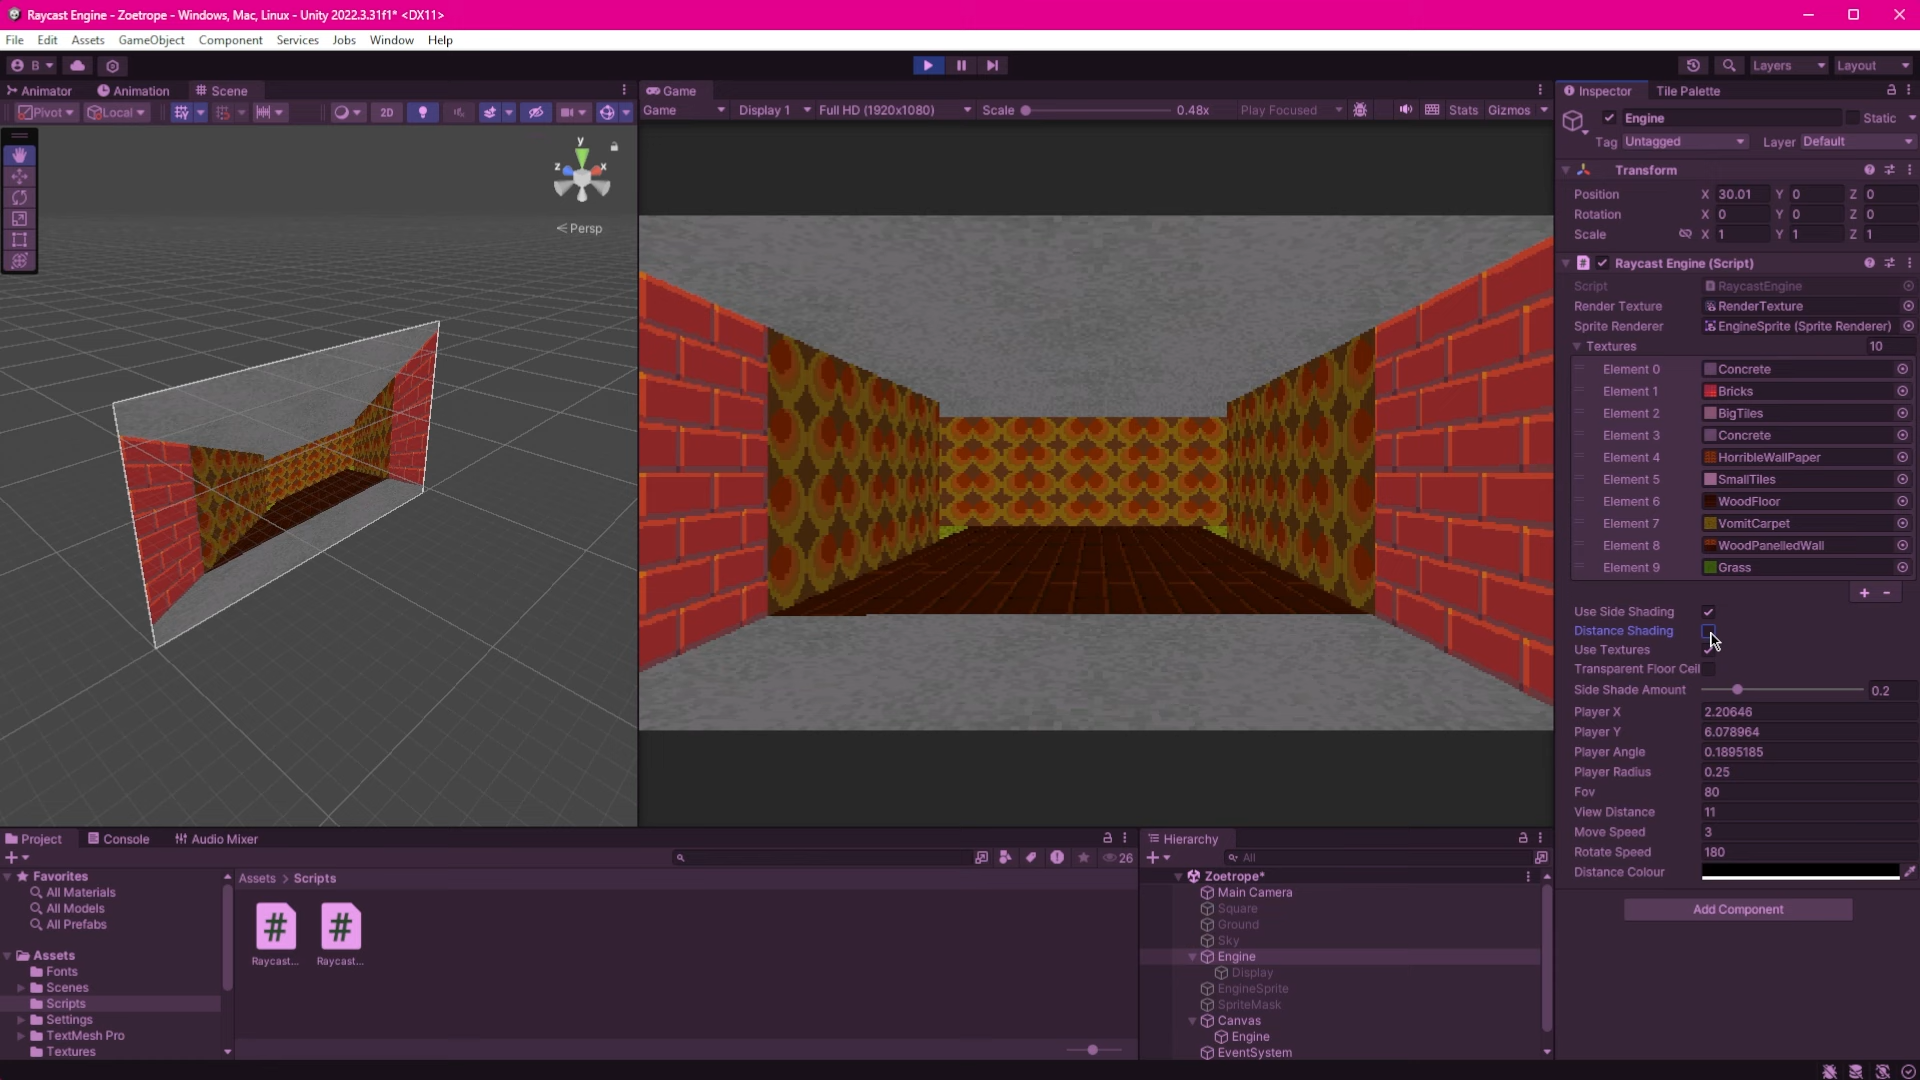 Raycast Engine - Zoetrope - Windows, Mac, Linux - Unity 2022.3.31f1* <DX11>
File Edit Assets GameObject Component Services Jobs Window Help
B Layers Layout
Animator Animation Scene Game Inspector Tile Palette
Pivot Local 2D Game Display 1 Full HD (1920x1080) Scale 0.48x Play Focused Stats Gizmos
Engine Static
Tag Untagged Layer Default
y
z x
Persp
Transform
Position X 30.01 Y 0 Z 0
Rotation X 0 Y 0 Z 0
Scale X 1 Y 1 Z 1
# Raycast Engine (Script)
Script RaycastEngine
Render Texture RenderTexture
Sprite Renderer EngineSprite (Sprite Renderer)
Textures 10
Element 0 Concrete
Element 1 Bricks
Element 2 BigTiles
Element 3 Concrete
Element 4 HorribleWallPaper
Element 5 SmallTiles
Element 6 WoodFloor
Element 7 VomitCarpet
Element 8 WoodPanelledWall
Element 9 Grass
+ -
Use Side Shading
Distance Shading
Use Textures
Transparent Floor Ceil
Side Shade Amount 0.2
Player X 2.20646
Player Y 6.078964
Player Angle 0.1895185
Player Radius 0.25
Fov 80
View Distance 11
Move Speed 3
Rotate Speed 180
Distance Colour
Add Component
Project Console Audio Mixer
26
Favorites
All Materials
All Models
All Prefabs
Assets
Fonts
Scenes
Scripts
Settings
TextMesh Pro
Textures
Assets > Scripts
# #
Raycast... Raycast...
Hierarchy
All
Zoetrope*
Main Camera
Square
Ground
Sky
Engine
Display
EngineSprite
SpriteMask
Canvas
Engine
EventSystem